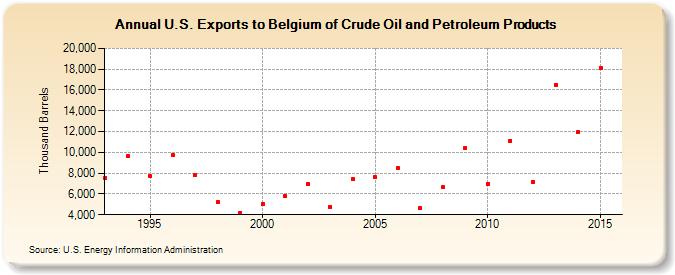 Annual U.S. Exports to Belgium of Crude Oil and Petroleum Products
Thousand Barrels
20,000
18,000
16,000
14,000
12,000
10,000
8,000
6,000
4,000
1995 2000 2005 2010 2015
Source: U.S. Energy Information Administration